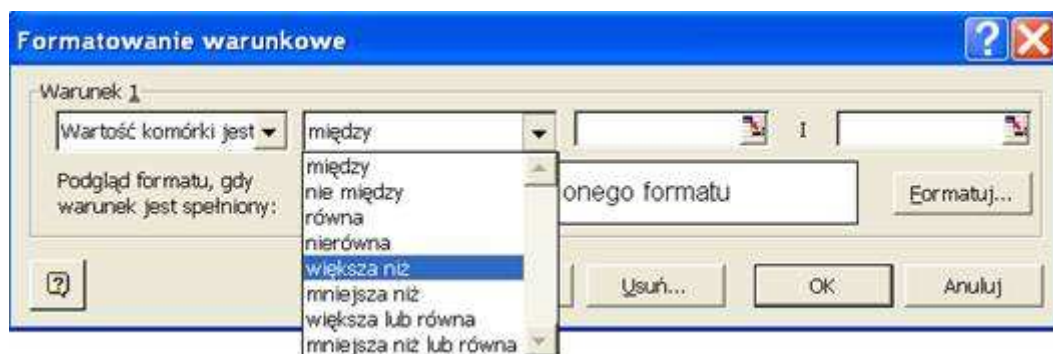 Formatowanie warunkowe
Warunek 1
Wartość komórki jest
między
I
Podgląd formatu, gdy
warunek jest spełniony:
onego formatu
Formatuj...
między
nie między
równa
nierówna
większa niż
mniejsza niż
większa lub równa
mniejsza niż lub równa
Usuń...
OK
Anuluj